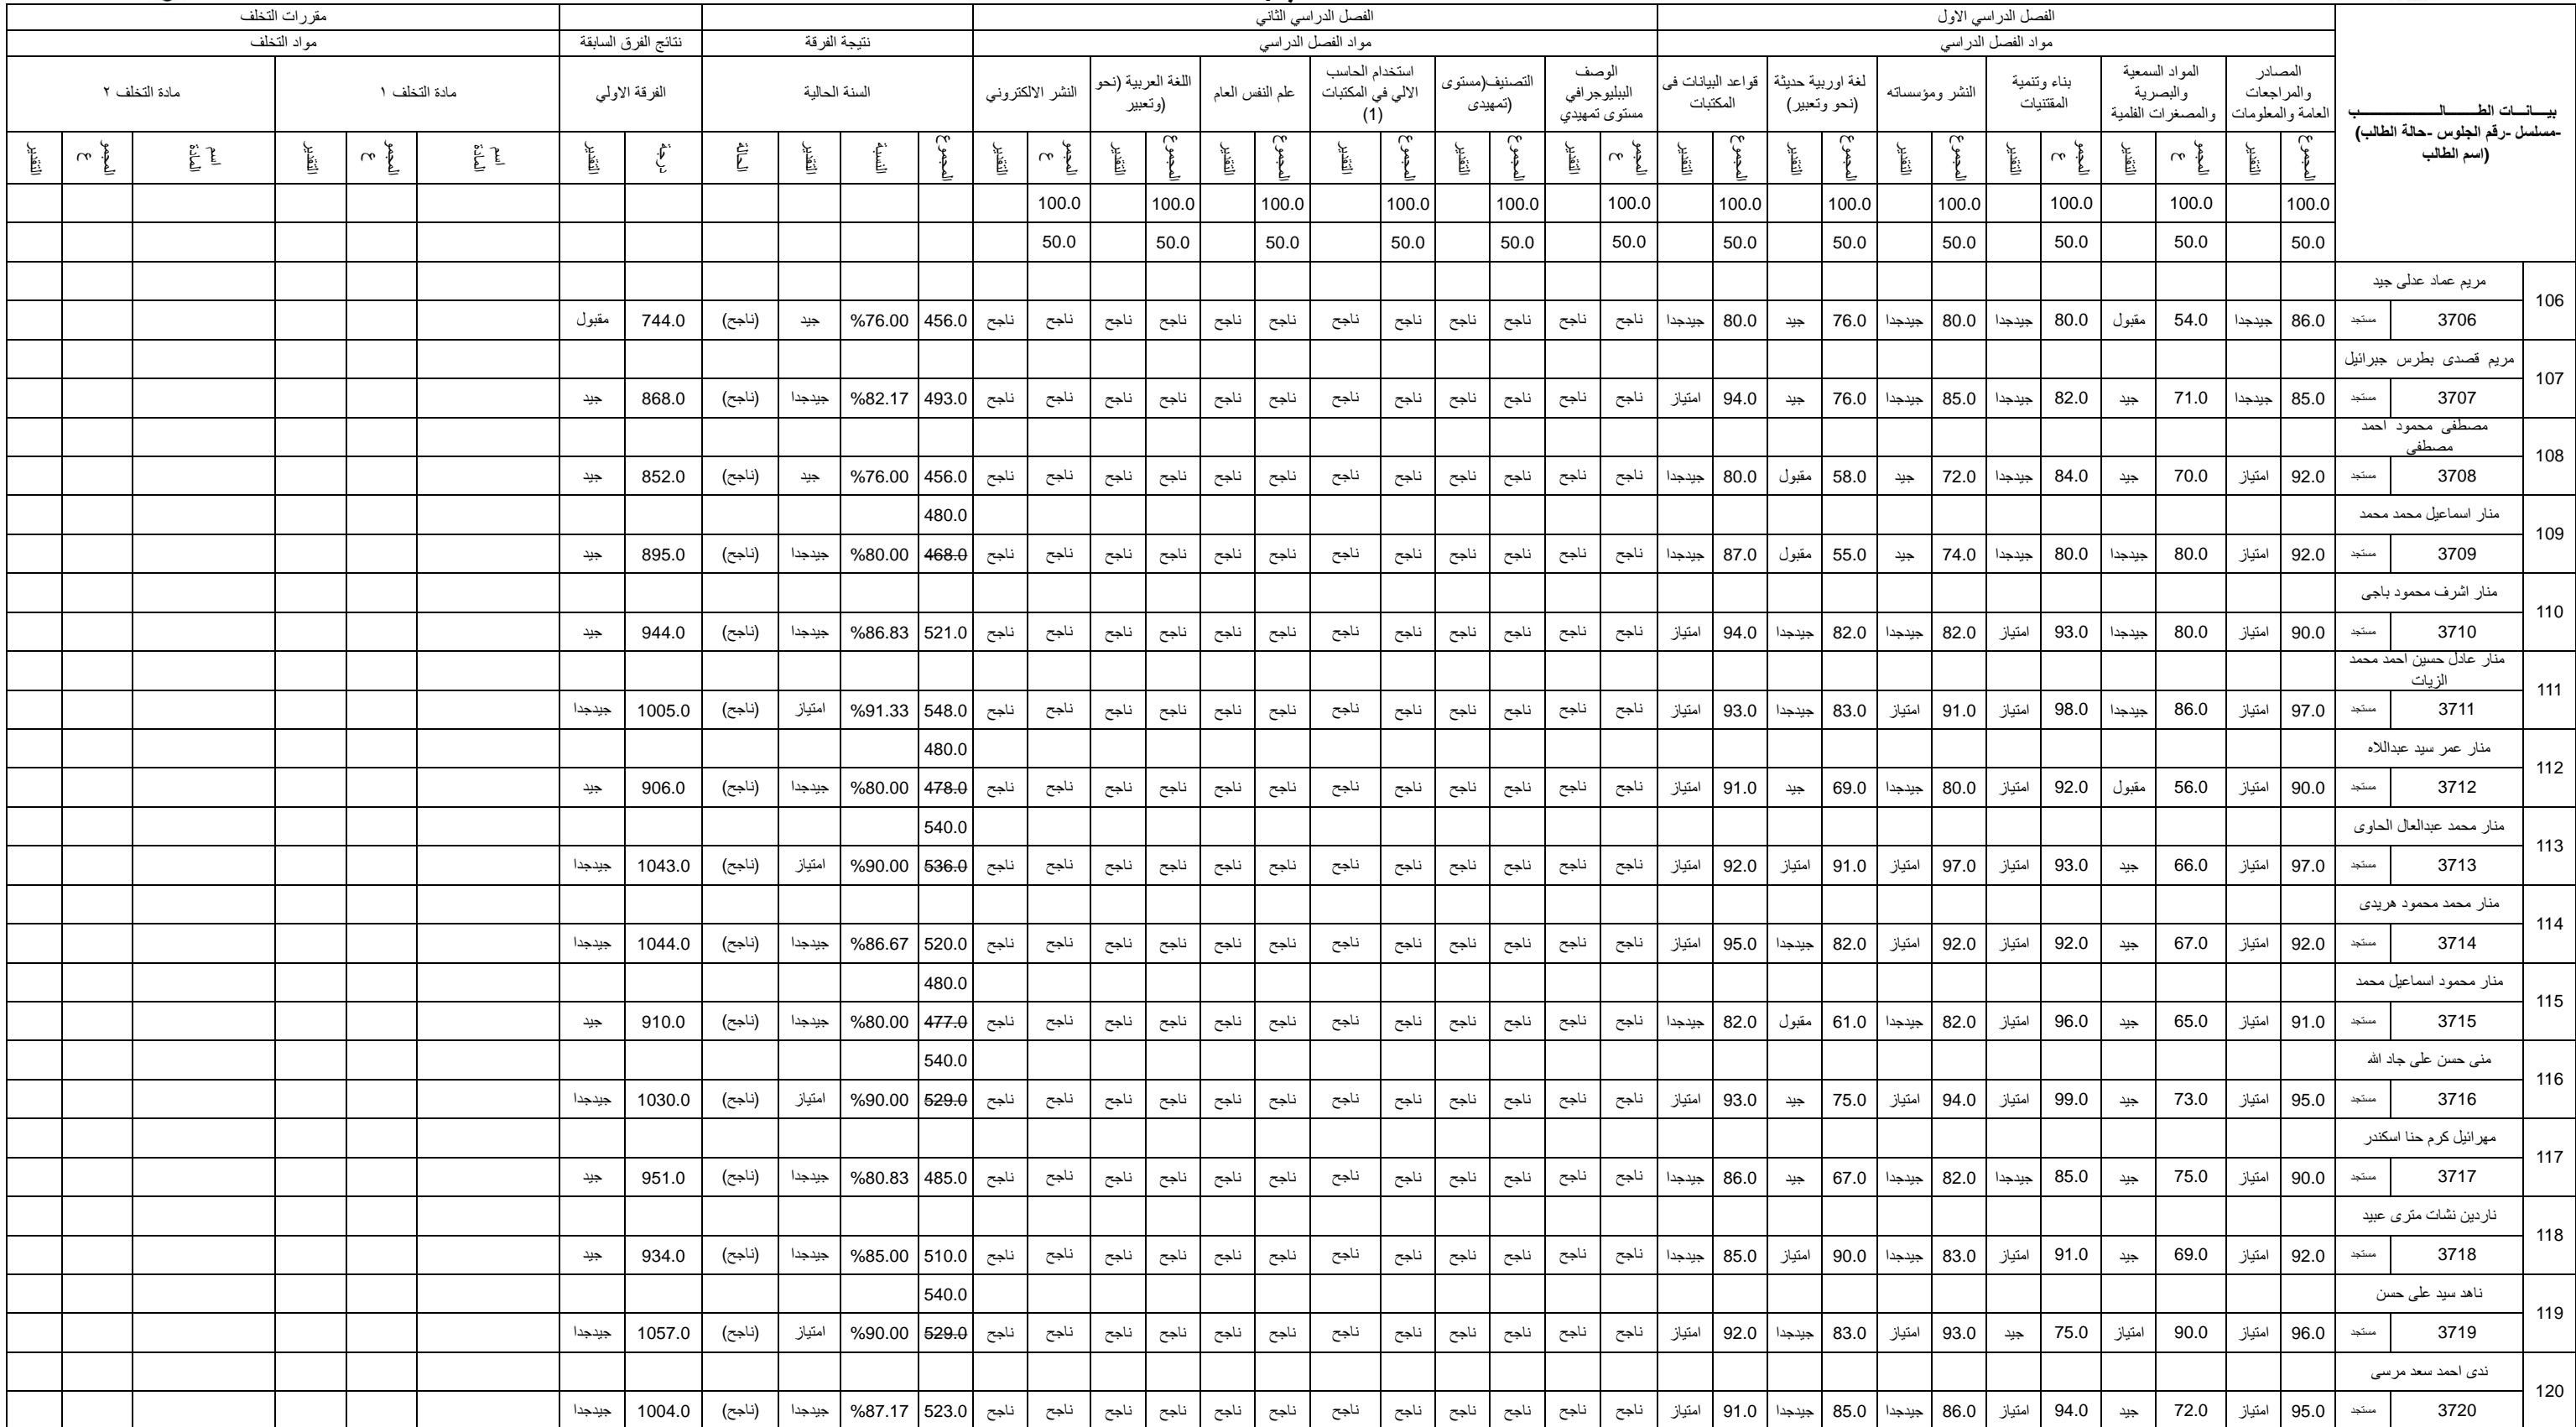 الفصل الدراسي الاول
الفصل الدراسي الثاني
مقررات التخلف
مواد الفصل الدراسي
مواد الفصل الدراسي
نتيجة الفرقة
نتائج الفرق السابقة
مواد التخلف
بيـــانـــات الطـــــــالـــــــــــــــب
(مسلسل -رقم الجلوس -حالة الطالب-
اسم الطالب)
المصادر والمراجعات العامة والمعلومات
المواد السمعية والبصرية والمصغرات الفلمية
بناء وتنمية المقتنيات
النشر ومؤسساته
لغة اوربية حديثة (نحو وتعبير)
قواعد البيانات فى المكتبات
الوصف الببليوجرافي مستوى تمهيدي
التصنيف(مستوى تمهيدى)
استخدام الحاسب الالي في المكتبات (1)
علم النفس العام
اللغة العربية (نحو وتعبير)
النشر الالكتروني
السنة الحالية
الفرقة الاولي
مادة التخلف ١
مادة التخلف ٢
المجموع التقدير المجموع التقدير المجموع التقدير المجموع التقدير المجموع التقدير المجموع التقدير المجموع التقدير المجموع التقدير المجموع التقدير المجموع التقدير المجموع التقدير المجموع التقدير المجموع النسبة التقدير الحالة درجة التقدير اسم المادة المجموع التقدير اسم المادة المجموع التقدير
100.0 100.0 100.0 100.0 100.0 100.0 100.0 100.0 100.0 100.0 100.0 100.0
50.0 50.0 50.0 50.0 50.0 50.0 50.0 50.0 50.0 50.0 50.0 50.0
106 مريم عماد عدلى جيد
3706 مستجد 86.0 جيدجدا 54.0 مقبول 80.0 جيدجدا 80.0 جيدجدا 76.0 جيد 80.0 جيدجدا ناجح ناجح ناجح ناجح ناجح ناجح ناجح ناجح ناجح ناجح ناجح ناجح 456.0 %76.00 جيد (ناجح) 744.0 مقبول
107 مريم قصدى بطرس جبرائيل
3707 مستجد 85.0 جيدجدا 71.0 جيد 82.0 جيدجدا 85.0 جيدجدا 76.0 جيد 94.0 امتياز ناجح ناجح ناجح ناجح ناجح ناجح ناجح ناجح ناجح ناجح ناجح ناجح 493.0 %82.17 جيدجدا (ناجح) 868.0 جيد
108 مصطفى محمود احمد مصطفى
3708 مستجد 92.0 امتياز 70.0 جيد 84.0 جيدجدا 72.0 جيد 58.0 مقبول 80.0 جيدجدا ناجح ناجح ناجح ناجح ناجح ناجح ناجح ناجح ناجح ناجح ناجح ناجح 456.0 %76.00 جيد (ناجح) 852.0 جيد
109 منار اسماعيل محمد محمد 480.0
3709 مستجد 92.0 امتياز 80.0 جيدجدا 80.0 جيدجدا 74.0 جيد 55.0 مقبول 87.0 جيدجدا ناجح ناجح ناجح ناجح ناجح ناجح ناجح ناجح ناجح ناجح ناجح ناجح 468.0 %80.00 جيدجدا (ناجح) 895.0 جيد
110 منار اشرف محمود باجى
3710 مستجد 90.0 امتياز 80.0 جيدجدا 93.0 امتياز 82.0 جيدجدا 82.0 جيدجدا 94.0 امتياز ناجح ناجح ناجح ناجح ناجح ناجح ناجح ناجح ناجح ناجح ناجح ناجح 521.0 %86.83 جيدجدا (ناجح) 944.0 جيد
111 منار عادل حسين احمد محمد الزيات
3711 مستجد 97.0 امتياز 86.0 جيدجدا 98.0 امتياز 91.0 امتياز 83.0 جيدجدا 93.0 امتياز ناجح ناجح ناجح ناجح ناجح ناجح ناجح ناجح ناجح ناجح ناجح ناجح 548.0 %91.33 امتياز (ناجح) 1005.0 جيدجدا
112 منار عمر سيد عبداللاه 480.0
3712 مستجد 90.0 امتياز 56.0 مقبول 92.0 امتياز 80.0 جيدجدا 69.0 جيد 91.0 امتياز ناجح ناجح ناجح ناجح ناجح ناجح ناجح ناجح ناجح ناجح ناجح ناجح 478.0 %80.00 جيدجدا (ناجح) 906.0 جيد
113 منار محمد عبدالعال الحاوى 540.0
3713 مستجد 97.0 امتياز 66.0 جيد 93.0 امتياز 97.0 امتياز 91.0 امتياز 92.0 امتياز ناجح ناجح ناجح ناجح ناجح ناجح ناجح ناجح ناجح ناجح ناجح ناجح 536.0 %90.00 امتياز (ناجح) 1043.0 جيدجدا
114 منار محمد محمود هريدى
3714 مستجد 92.0 امتياز 67.0 جيد 92.0 امتياز 92.0 امتياز 82.0 جيدجدا 95.0 امتياز ناجح ناجح ناجح ناجح ناجح ناجح ناجح ناجح ناجح ناجح ناجح ناجح 520.0 %86.67 جيدجدا (ناجح) 1044.0 جيدجدا
115 منار محمود اسماعيل محمد 480.0
3715 مستجد 91.0 امتياز 65.0 جيد 96.0 امتياز 82.0 جيدجدا 61.0 مقبول 82.0 جيدجدا ناجح ناجح ناجح ناجح ناجح ناجح ناجح ناجح ناجح ناجح ناجح ناجح 477.0 %80.00 جيدجدا (ناجح) 910.0 جيد
116 منى حسن على جاد الله 540.0
3716 مستجد 95.0 امتياز 73.0 جيد 99.0 امتياز 94.0 امتياز 75.0 جيد 93.0 امتياز ناجح ناجح ناجح ناجح ناجح ناجح ناجح ناجح ناجح ناجح ناجح ناجح 529.0 %90.00 امتياز (ناجح) 1030.0 جيدجدا
117 مهرائيل كرم حنا اسكندر
3717 مستجد 90.0 امتياز 75.0 جيد 85.0 جيدجدا 82.0 جيدجدا 67.0 جيد 86.0 جيدجدا ناجح ناجح ناجح ناجح ناجح ناجح ناجح ناجح ناجح ناجح ناجح ناجح 485.0 %80.83 جيدجدا (ناجح) 951.0 جيد
118 ناردين نشات مترى عبيد
3718 مستجد 92.0 امتياز 69.0 جيد 91.0 امتياز 83.0 جيدجدا 90.0 امتياز 85.0 جيدجدا ناجح ناجح ناجح ناجح ناجح ناجح ناجح ناجح ناجح ناجح ناجح ناجح 510.0 %85.00 جيدجدا (ناجح) 934.0 جيد
119 ناهد سيد على حسن 540.0
3719 مستجد 96.0 امتياز 90.0 امتياز 75.0 جيد 93.0 امتياز 83.0 جيدجدا 92.0 امتياز ناجح ناجح ناجح ناجح ناجح ناجح ناجح ناجح ناجح ناجح ناجح ناجح 529.0 %90.00 امتياز (ناجح) 1057.0 جيدجدا
120 ندى احمد سعد مرسى
3720 مستجد 95.0 امتياز 72.0 جيد 94.0 امتياز 86.0 جيدجدا 85.0 جيدجدا 91.0 امتياز ناجح ناجح ناجح ناجح ناجح ناجح ناجح ناجح ناجح ناجح ناجح ناجح 523.0 %87.17 جيدجدا (ناجح) 1004.0 جيدجدا